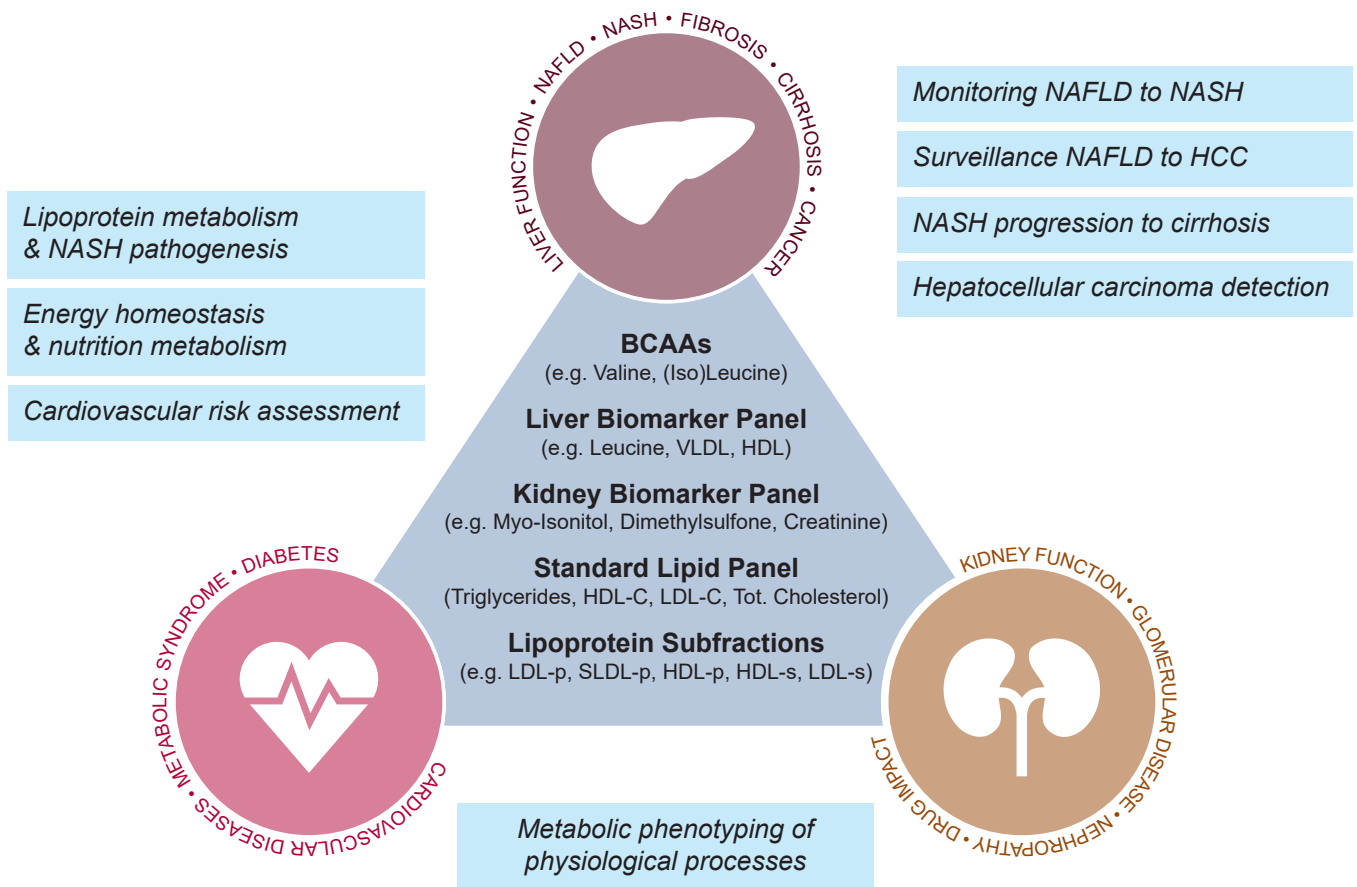 LIVER FUNCTION • NAFLD • NASH • FIBROSIS • CIRRHOSIS • CANCER
Monitoring NAFLD to NASH
Surveillance NAFLD to HCC
NASH progression to cirrhosis
Hepatocellular carcinoma detection
Lipoprotein metabolism
& NASH pathogenesis
Energy homeostasis
& nutrition metabolism
Cardiovascular risk assessment
BCAAs
(e.g. Valine, (Iso)Leucine)
Liver Biomarker Panel
(e.g. Leucine, VLDL, HDL)
Kidney Biomarker Panel
(e.g. Myo-Isonitol, Dimethylsulfone, Creatinine)
Standard Lipid Panel
(Triglycerides, HDL-C, LDL-C, Tot. Cholesterol)
Lipoprotein Subfractions
(e.g. LDL-p, SLDL-p, HDL-p, HDL-s, LDL-s)
CARDIOVASCULAR DISEASES • METABOLIC SYNDROME • DIABETES
KIDNEY FUNCTION • GLOMERULAR DISEASE • NEPHROPATHY • DRUG IMPACT
Metabolic phenotyping of
physiological processes